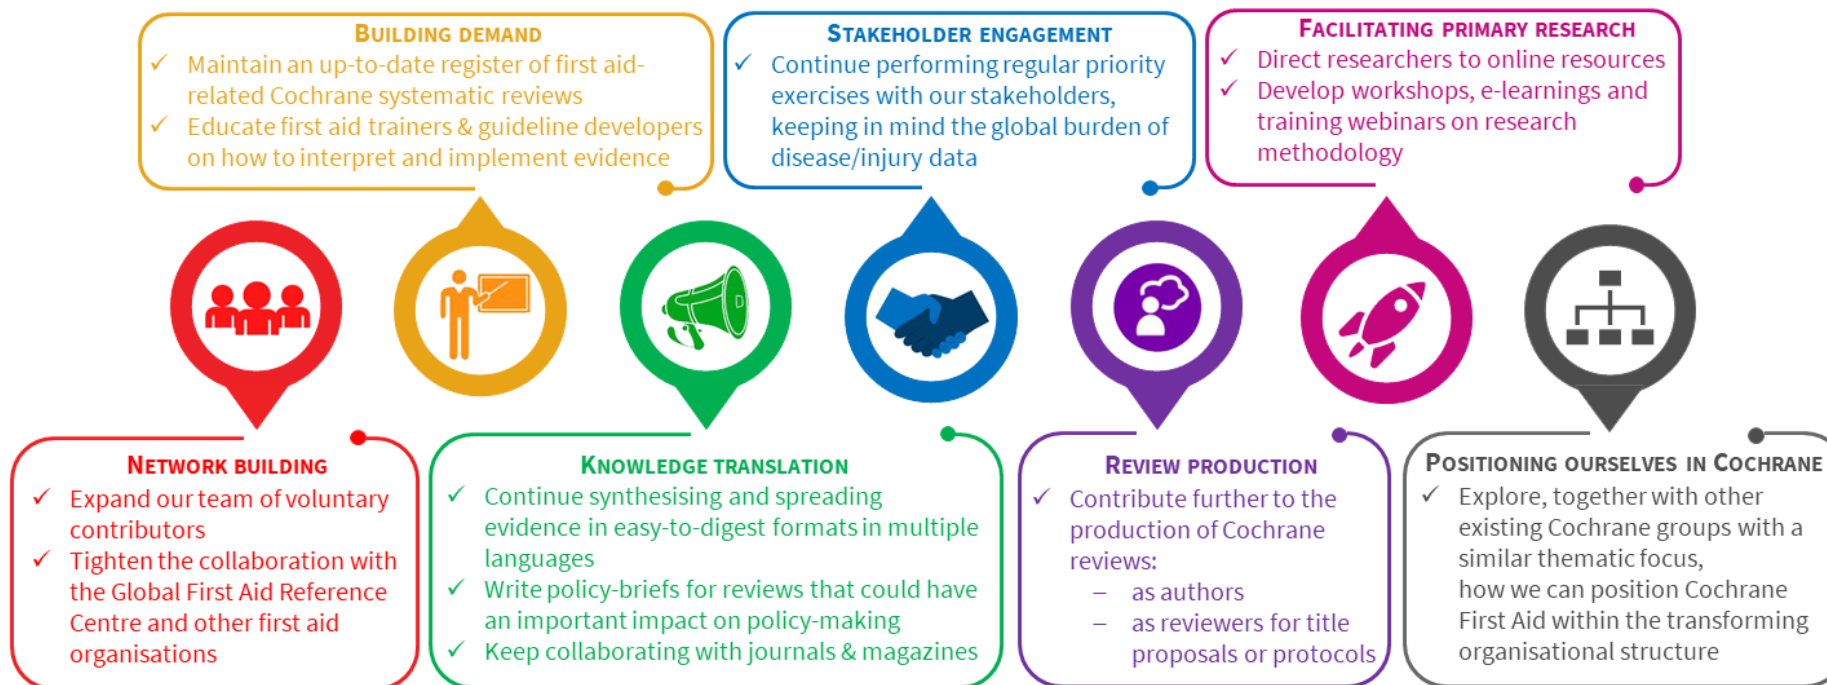 BUILDING DEMAND
✓ Maintain an up-to-date register of first aid-
related Cochrane systematic reviews
✓ Educate first aid trainers & guideline developers
on how to interpret and implement evidence
STAKEHOLDER ENGAGEMENT
✓ Continue performing regular priority
exercises with our stakeholders,
keeping in mind the global burden of
disease/injury data
FACILITATING PRIMARY RESEARCH
✓ Direct researchers to online resources
✓ Develop workshops, e-learnings and
training webinars on research
methodology
NETWORK BUILDING
✓ Expand our team of voluntary
contributors
✓ Tighten the collaboration with
the Global First Aid Reference
Centre and other first aid
organisations
KNOWLEDGE TRANSLATION
✓ Continue synthesising and spreading
evidence in easy-to-digest formats in multiple
languages
✓ Write policy-briefs for reviews that could have
an important impact on policy-making
✓ Keep collaborating with journals & magazines
REVIEW PRODUCTION
✓ Contribute further to the
production of Cochrane
reviews:
– as authors
– as reviewers for title
proposals or protocols
POSITIONING OURSELVES IN COCHRANE
✓ Explore, together with other
existing Cochrane groups with a
similar thematic focus,
how we can position Cochrane
First Aid within the transforming
organisational structure